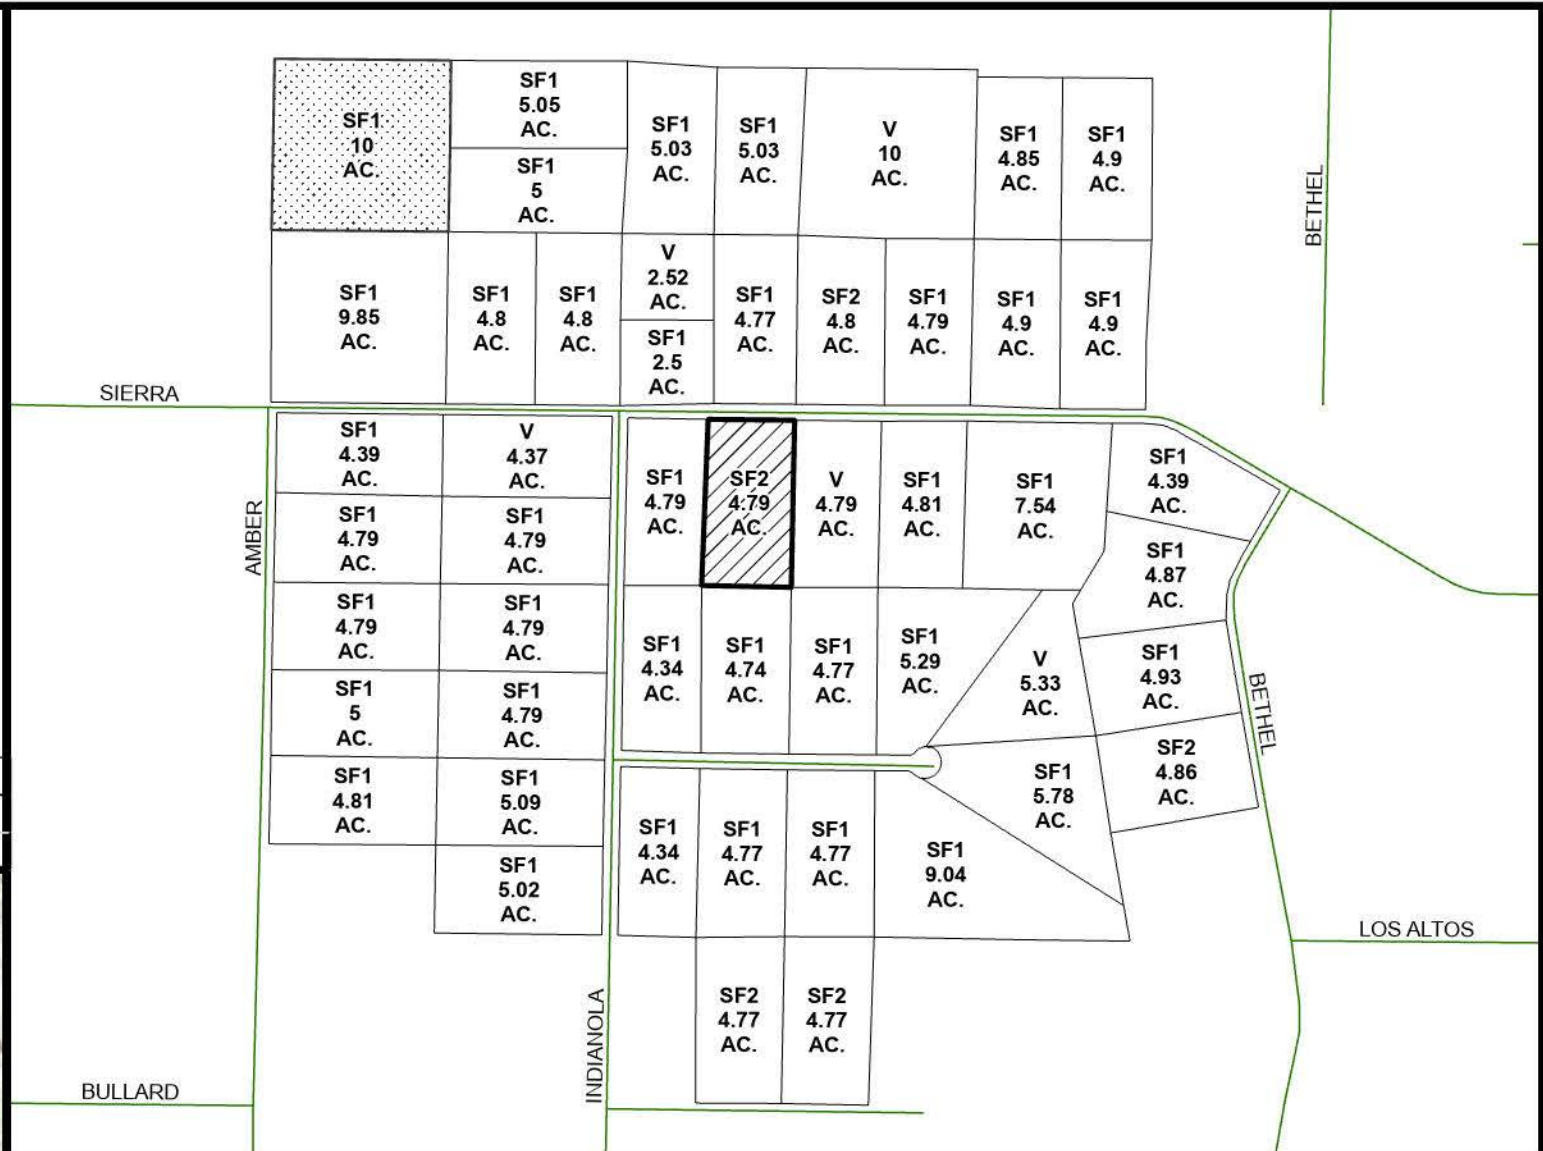 SF1
10
AC.
SF1
5.05
AC.
SF1
5
AC.
SF1
5.03
AC.
SF1
5.03
AC.
V
10
AC.
SF1
4.85
AC.
SF1
4.9
AC.
BETHEL
SF1
9.85
AC.
SF1
4.8
AC.
SF1
4.8
AC.
V
2.52
AC.
SF1
2.5
AC.
SF1
4.77
AC.
SF2
4.8
AC.
SF1
4.79
AC.
SF1
4.9
AC.
SF1
4.9
AC.
SIERRA
AMBER
SF1
4.39
AC.
V
4.37
AC.
SF1
4.79
AC.
SF1
4.79
AC.
SF1
4.79
AC.
SF1
4.79
AC.
SF1
5
AC.
SF1
4.79
AC.
SF1
4.81
AC.
SF1
5.09
AC.
SF1
5.02
AC.
SF1
4.79
AC.
SF2
4.79
AC.
V
4.79
AC.
SF1
4.81
AC.
SF1
7.54
AC.
SF1
4.39
AC.
SF1
4.87
AC.
SF1
4.34
AC.
SF1
4.74
AC.
SF1
4.77
AC.
SF1
5.29
AC.
V
5.33
AC.
SF1
4.93
AC.
BETHEL
SF2
4.86
AC.
SF1
5.78
AC.
SF1
4.34
AC.
SF1
4.77
AC.
SF1
4.77
AC.
SF1
9.04
AC.
LOS ALTOS
SF2
4.77
AC.
SF2
4.77
AC.
INDIANOLA
BULLARD